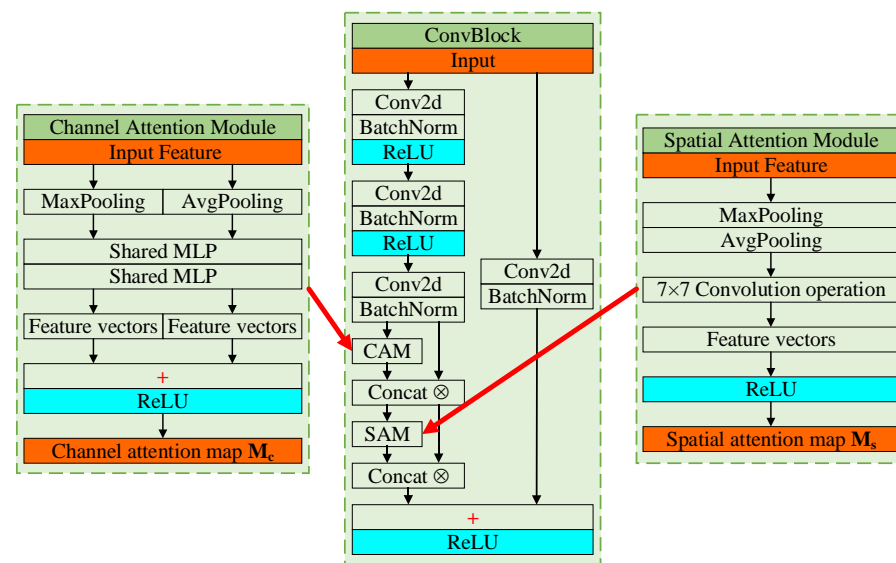 Channel Attention Module
Input Feature
MaxPooling AvgPooling
Shared MLP
Shared MLP
Feature vectors Feature vectors
+
ReLU
Channel attention map Mc
ConvBlock
Input
Conv2d
BatchNorm
ReLU
Conv2d
BatchNorm
ReLU
Conv2d
BatchNorm
CAM
Concat ⊗
SAM
Concat ⊗
Conv2d
BatchNorm
+
ReLU
Spatial Attention Module
Input Feature
MaxPooling
AvgPooling
7×7 Convolution operation
Feature vectors
ReLU
Spatial attention map Ms